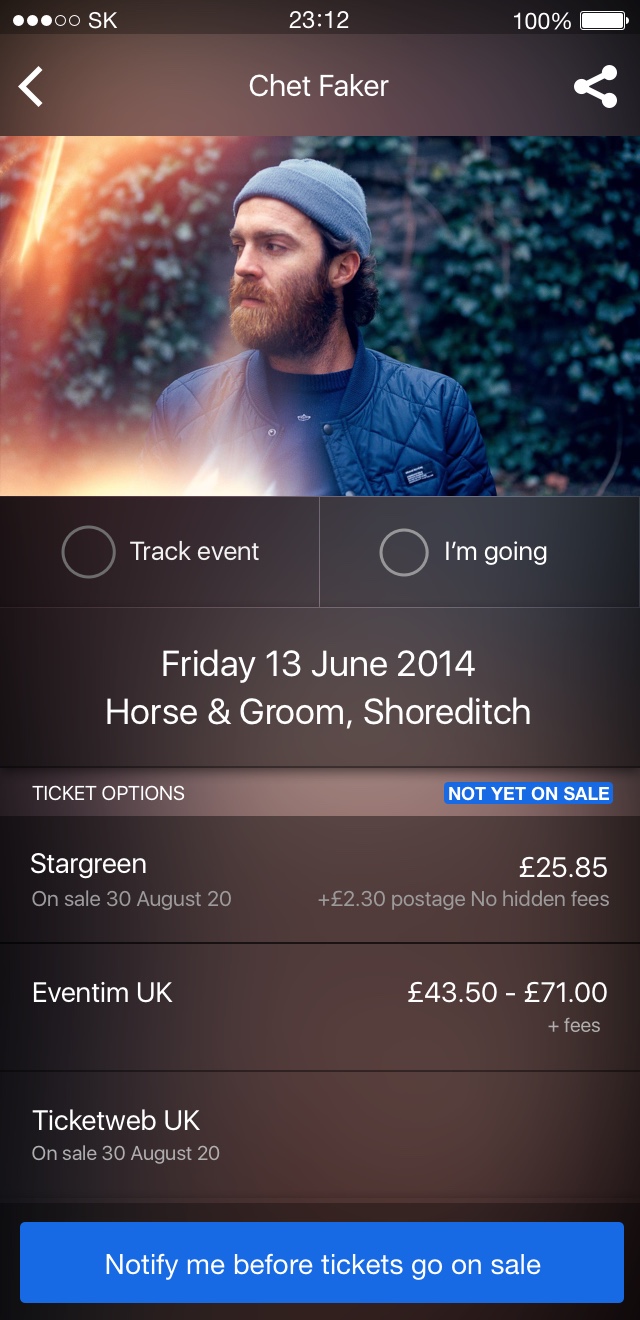 SK 23:12 100%
Chet Faker
Track event I’m going
Friday 13 June 2014
Horse & Groom, Shoreditch
TICKET OPTIONS NOT YET ON SALE
Stargreen £25.85
On sale 30 August 20 +£2.30 postage No hidden fees
Eventim UK £43.50 - £71.00
+ fees
Ticketweb UK
On sale 30 August 20
Notify me before tickets go on sale